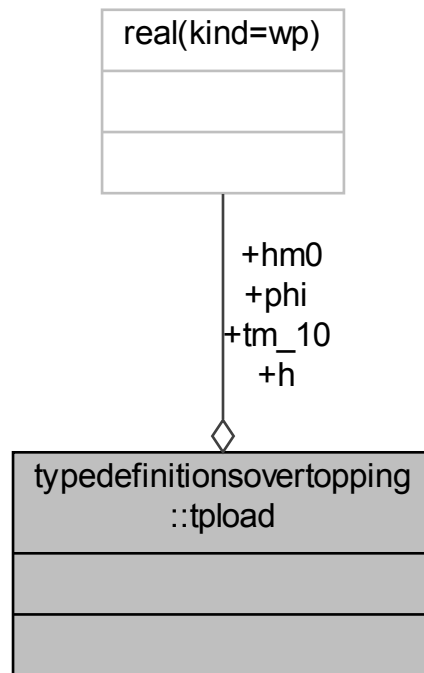 real(kind=wp)
+hm0
+phi
+tm_10
+h
typedefinitionsovertopping
::tpload